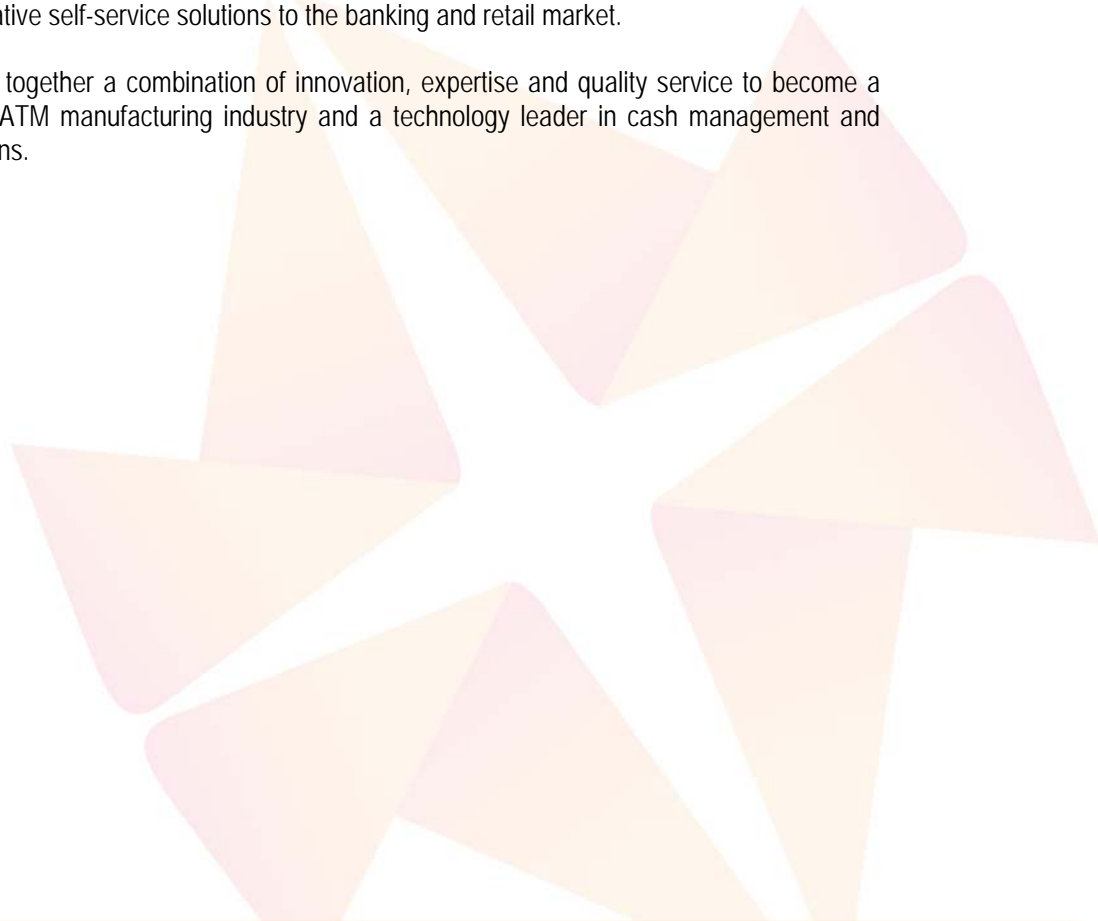 ative self-service solutions to the banking and retail market.
together a combination of innovation, expertise and quality service to become a
ATM manufacturing industry and a technology leader in cash management and
ns.